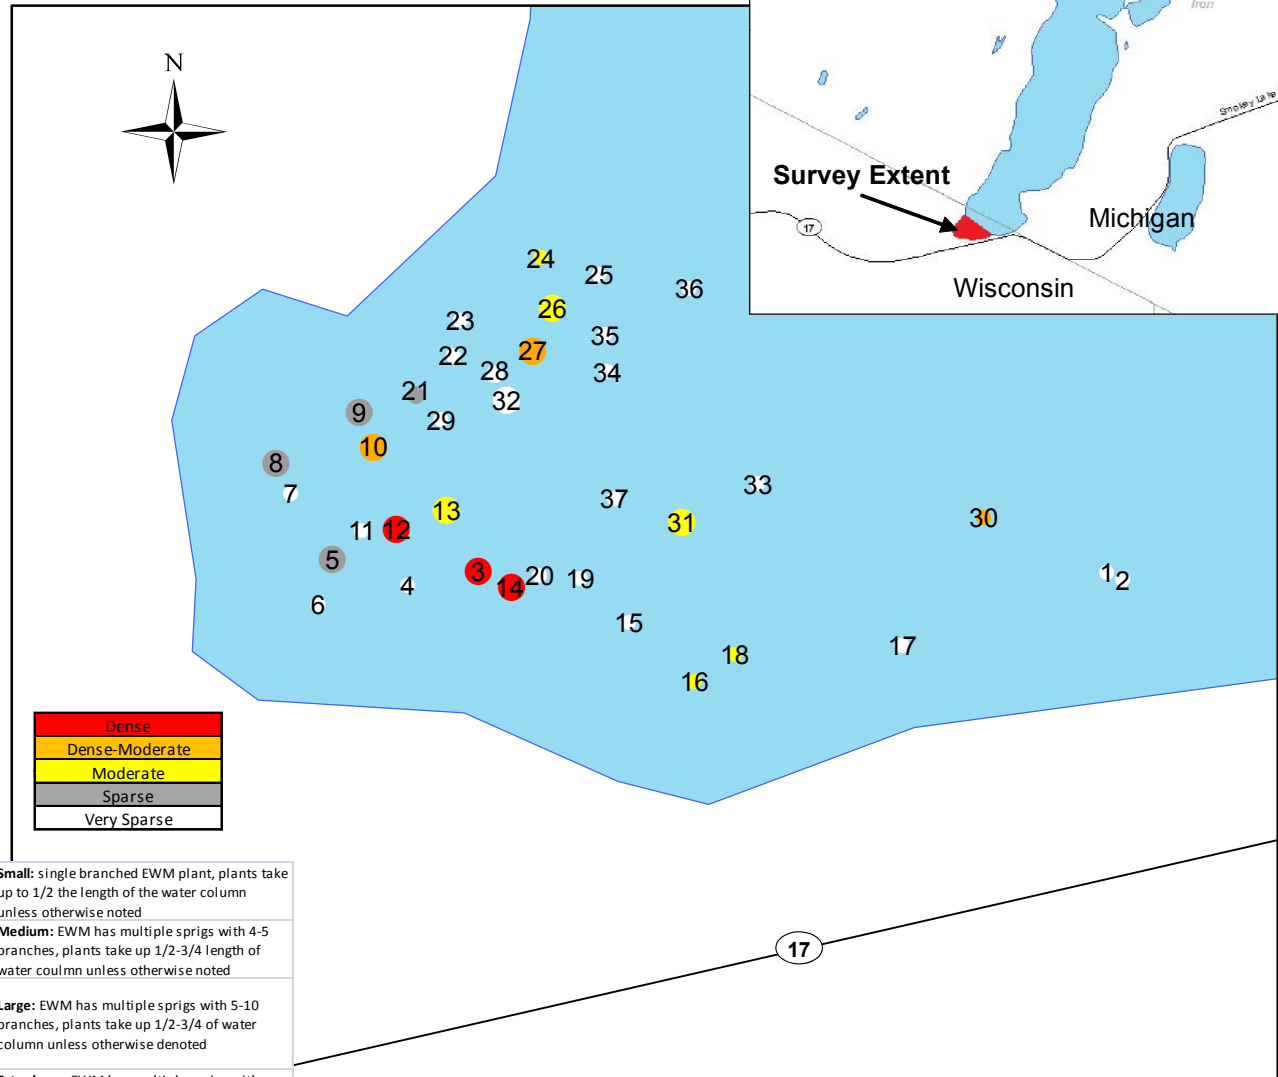 Iron
N
Smokey Lake
Survey Extent
Michigan
17
Wisconsin
24
25
36
26
23
35
27
22
28
34
21
32
9
29
10
8
33
7
37
13
31
30
11
12
5
3
1
20
19
2
4
14
6
15
17
18
16
Dense
Dense-Moderate
Moderate
Sparse
Very Sparse
Small: single branched EWM plant, plants take
up to 1/2 the length of the water column
unless otherwise noted
Medium: EWM has multiple sprigs with 4-5
branches, plants take up 1/2-3/4 length of
water coulmn unless otherwise noted
17
Large: EWM has multiple sprigs with 5-10
branches, plants take up 1/2-3/4 of water
column unless otherwise denoted